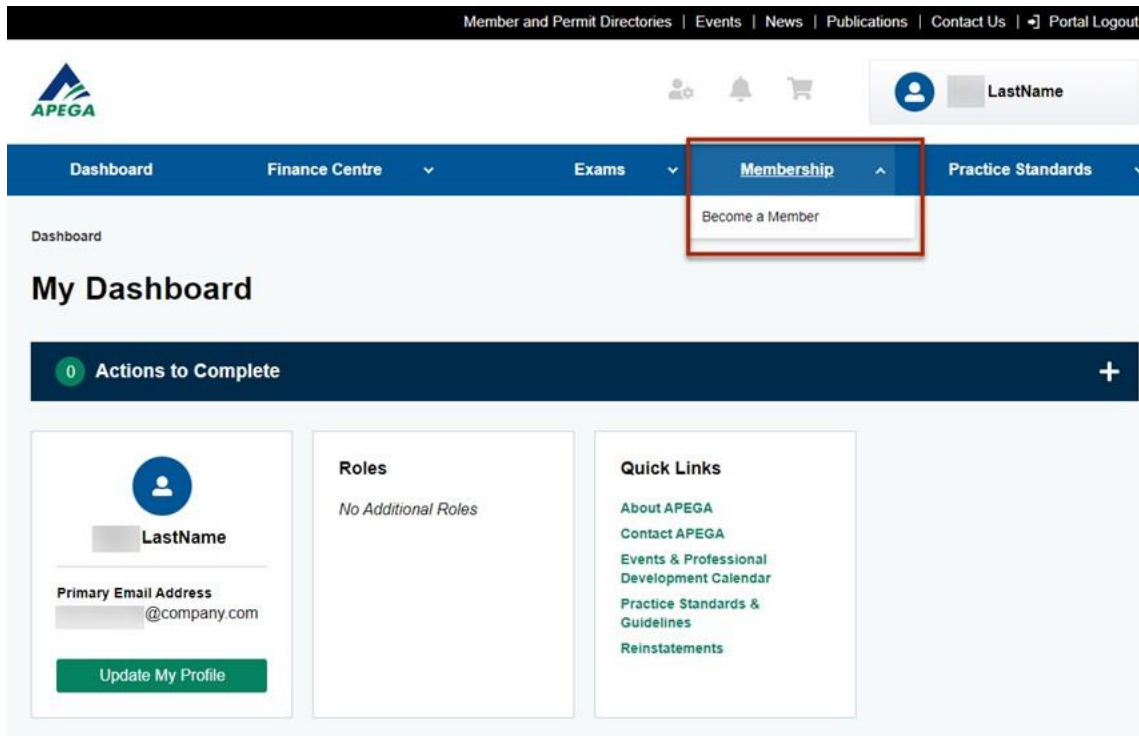 Member and Permit Directories | Events | News | Publications | Contact Us | Portal Logout
APEGA
LastName
Dashboard Finance Centre Exams Membership Practice Standards
Become a Member
Dashboard
My Dashboard
0 Actions to Complete
LastName
Primary Email Address
@company.com
Update My Profile
Roles
No Additional Roles
Quick Links
About APEGA
Contact APEGA
Events & Professional
Development Calendar
Practice Standards &
Guidelines
Reinstatements